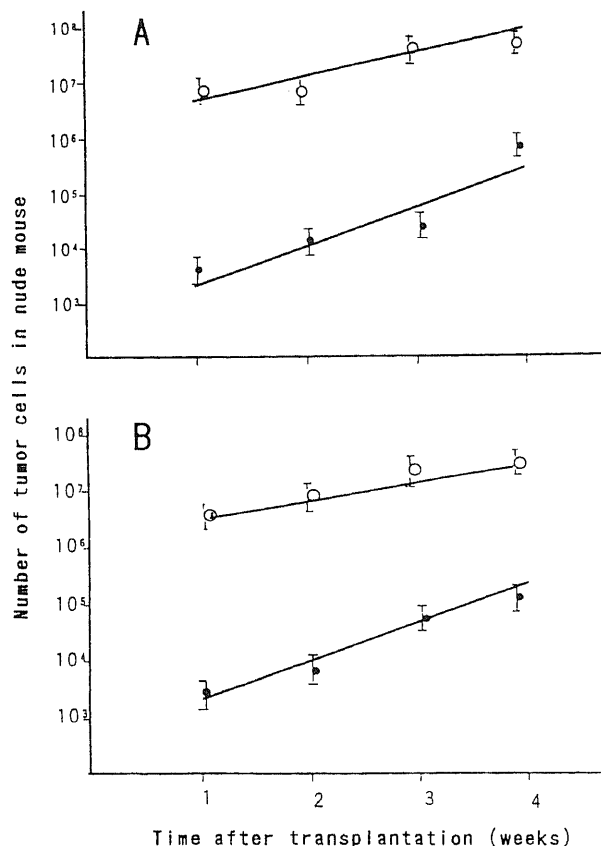 A
10⁸
10⁷
10⁶
10⁵
10⁴
10³
B
10⁸
10⁷
10⁶
10⁵
10⁴
10³
1 2 3 4
Number of tumor cells in nude mouse
Time after transplantation (weeks)